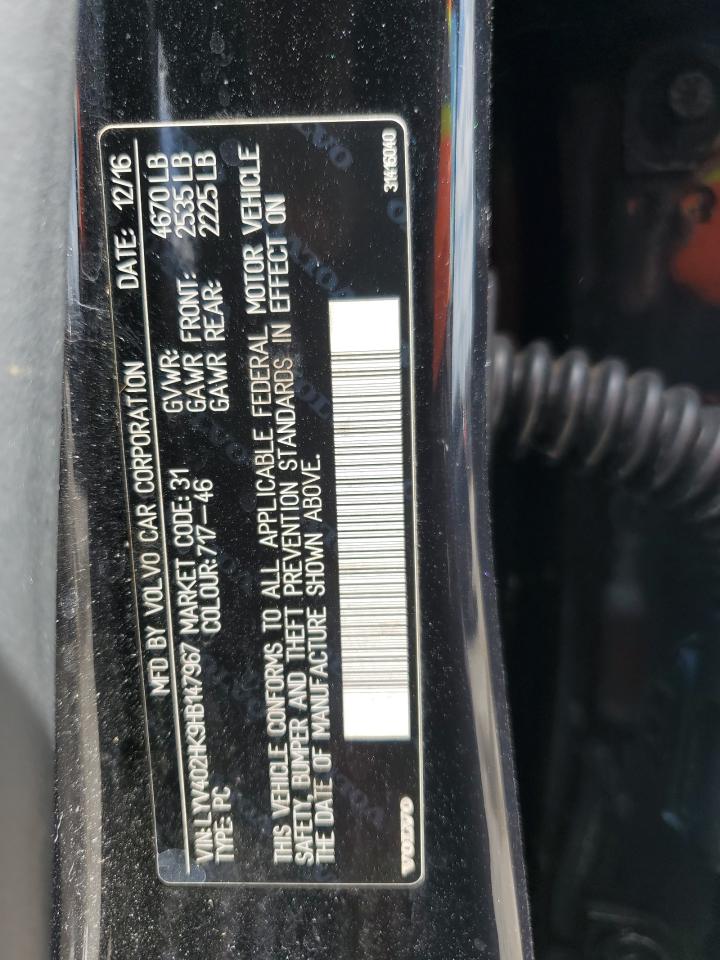 MFD BY VOLVO CAR CORPORATION DATE: 12/16
VIN: LYV402HK9HB147967 MARKET CODE: 31 GVWR: 4670 LB
TYPE: PC COLOUR: 717-46 GAWR FRONT: 2535 LB
GAWR REAR: 2225 LB
THIS VEHICLE CONFORMS TO ALL APPLICABLE FEDERAL MOTOR VEHICLE
SAFETY, BUMPER AND THEFT PREVENTION STANDARDS IN EFFECT ON
THE DATE OF MANUFACTURE SHOWN ABOVE.
VOLVO 31416040